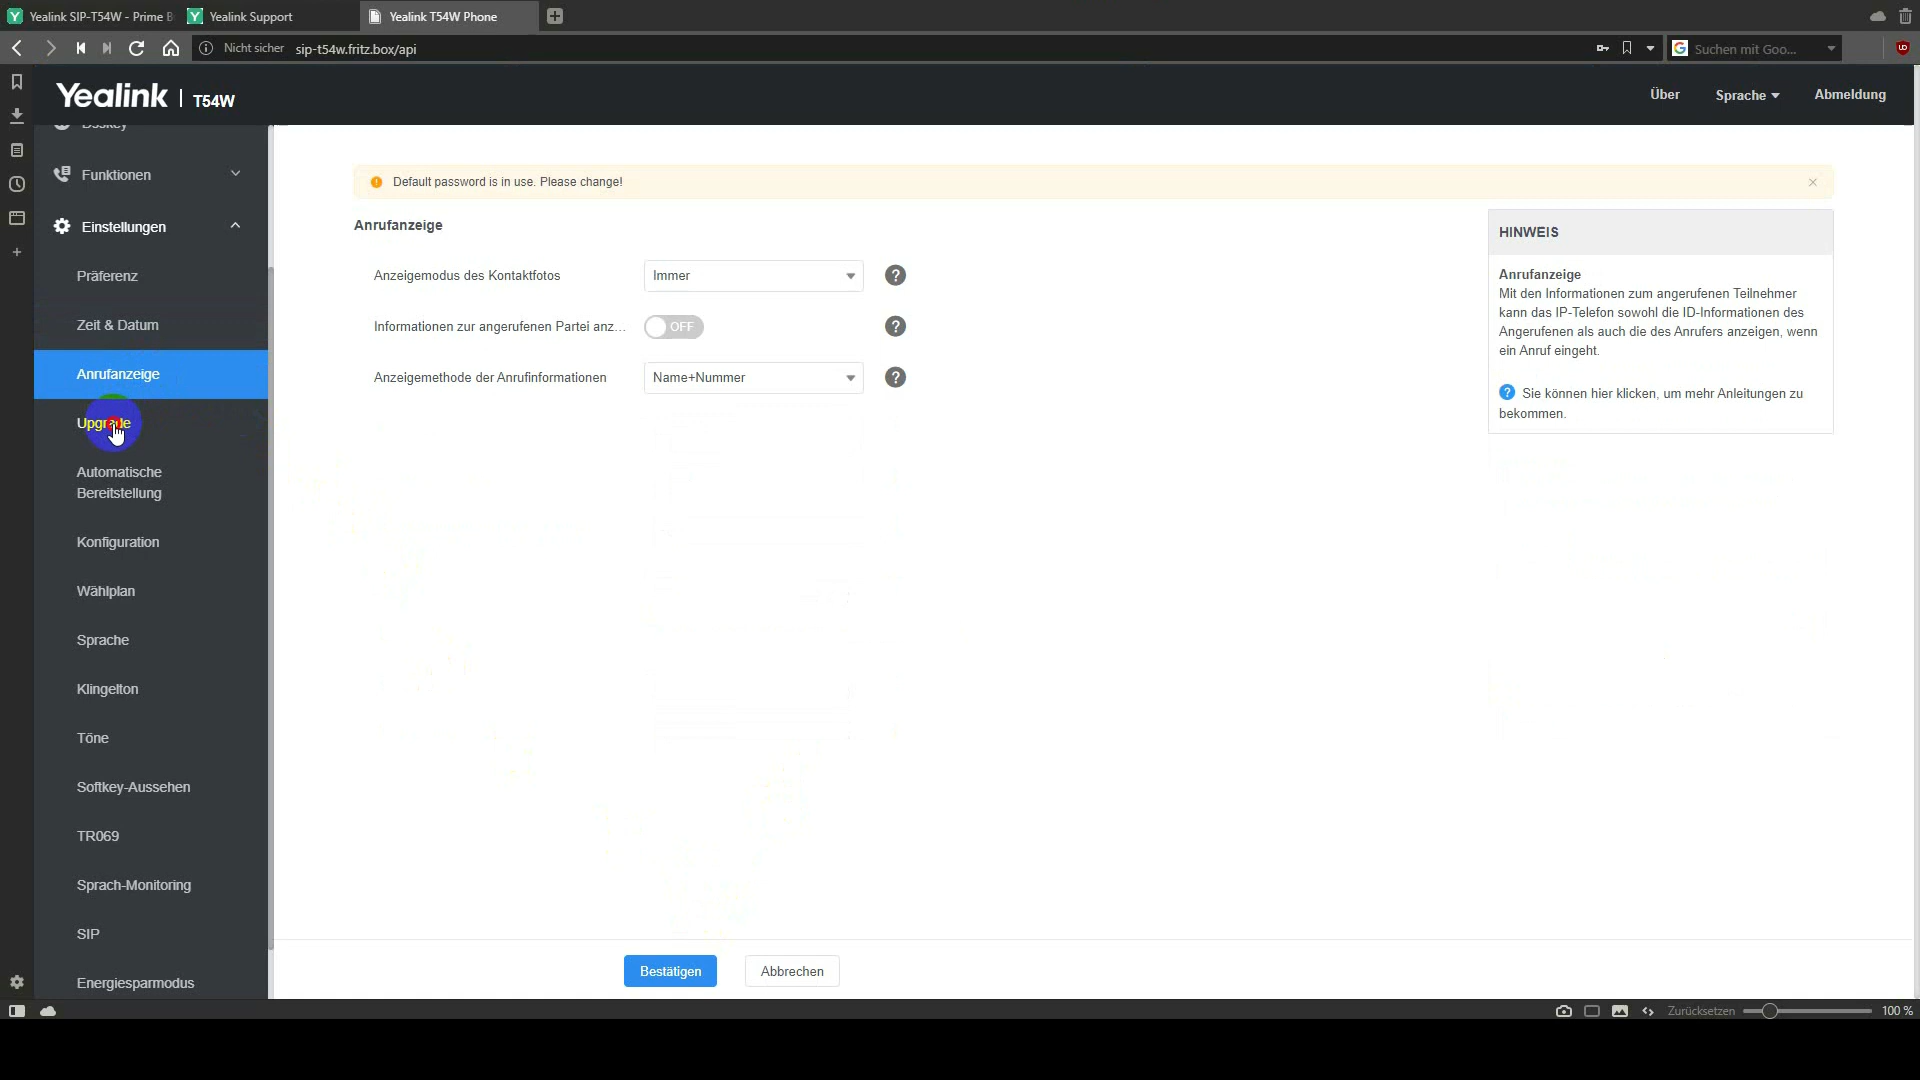 Yealink SIP-T54W - Prime B
Yealink Support
Yealink T54W Phone
Nicht sicher
sip-t54w.fritz.box/api
Suchen mit Goo...
Yealink | T54W
Über
Sprache
Abmeldung
Dsskey
Funktionen
Einstellungen
Präferenz
Zeit & Datum
Anrufanzeige
Upgrade
Automatische
Bereitstellung
Konfiguration
Wählplan
Sprache
Klingelton
Töne
Softkey-Aussehen
TR069
Sprach-Monitoring
SIP
Energiesparmodus
Default password is in use. Please change!
Anrufanzeige
Anzeigemodus des Kontaktfotos
Immer
Informationen zur angerufenen Partei anz...
OFF
Anzeigemethode der Anrufinformationen
Name+Nummer
HINWEIS
Anrufanzeige
Mit den Informationen zum angerufenen Teilnehmer
kann das IP-Telefon sowohl die ID-Informationen des
Angerufenen als auch die des Anrufers anzeigen, wenn
ein Anruf eingeht.
Sie können hier klicken, um mehr Anleitungen zu
bekommen.
Bestätigen
Abbrechen
Zurücksetzen
100 %